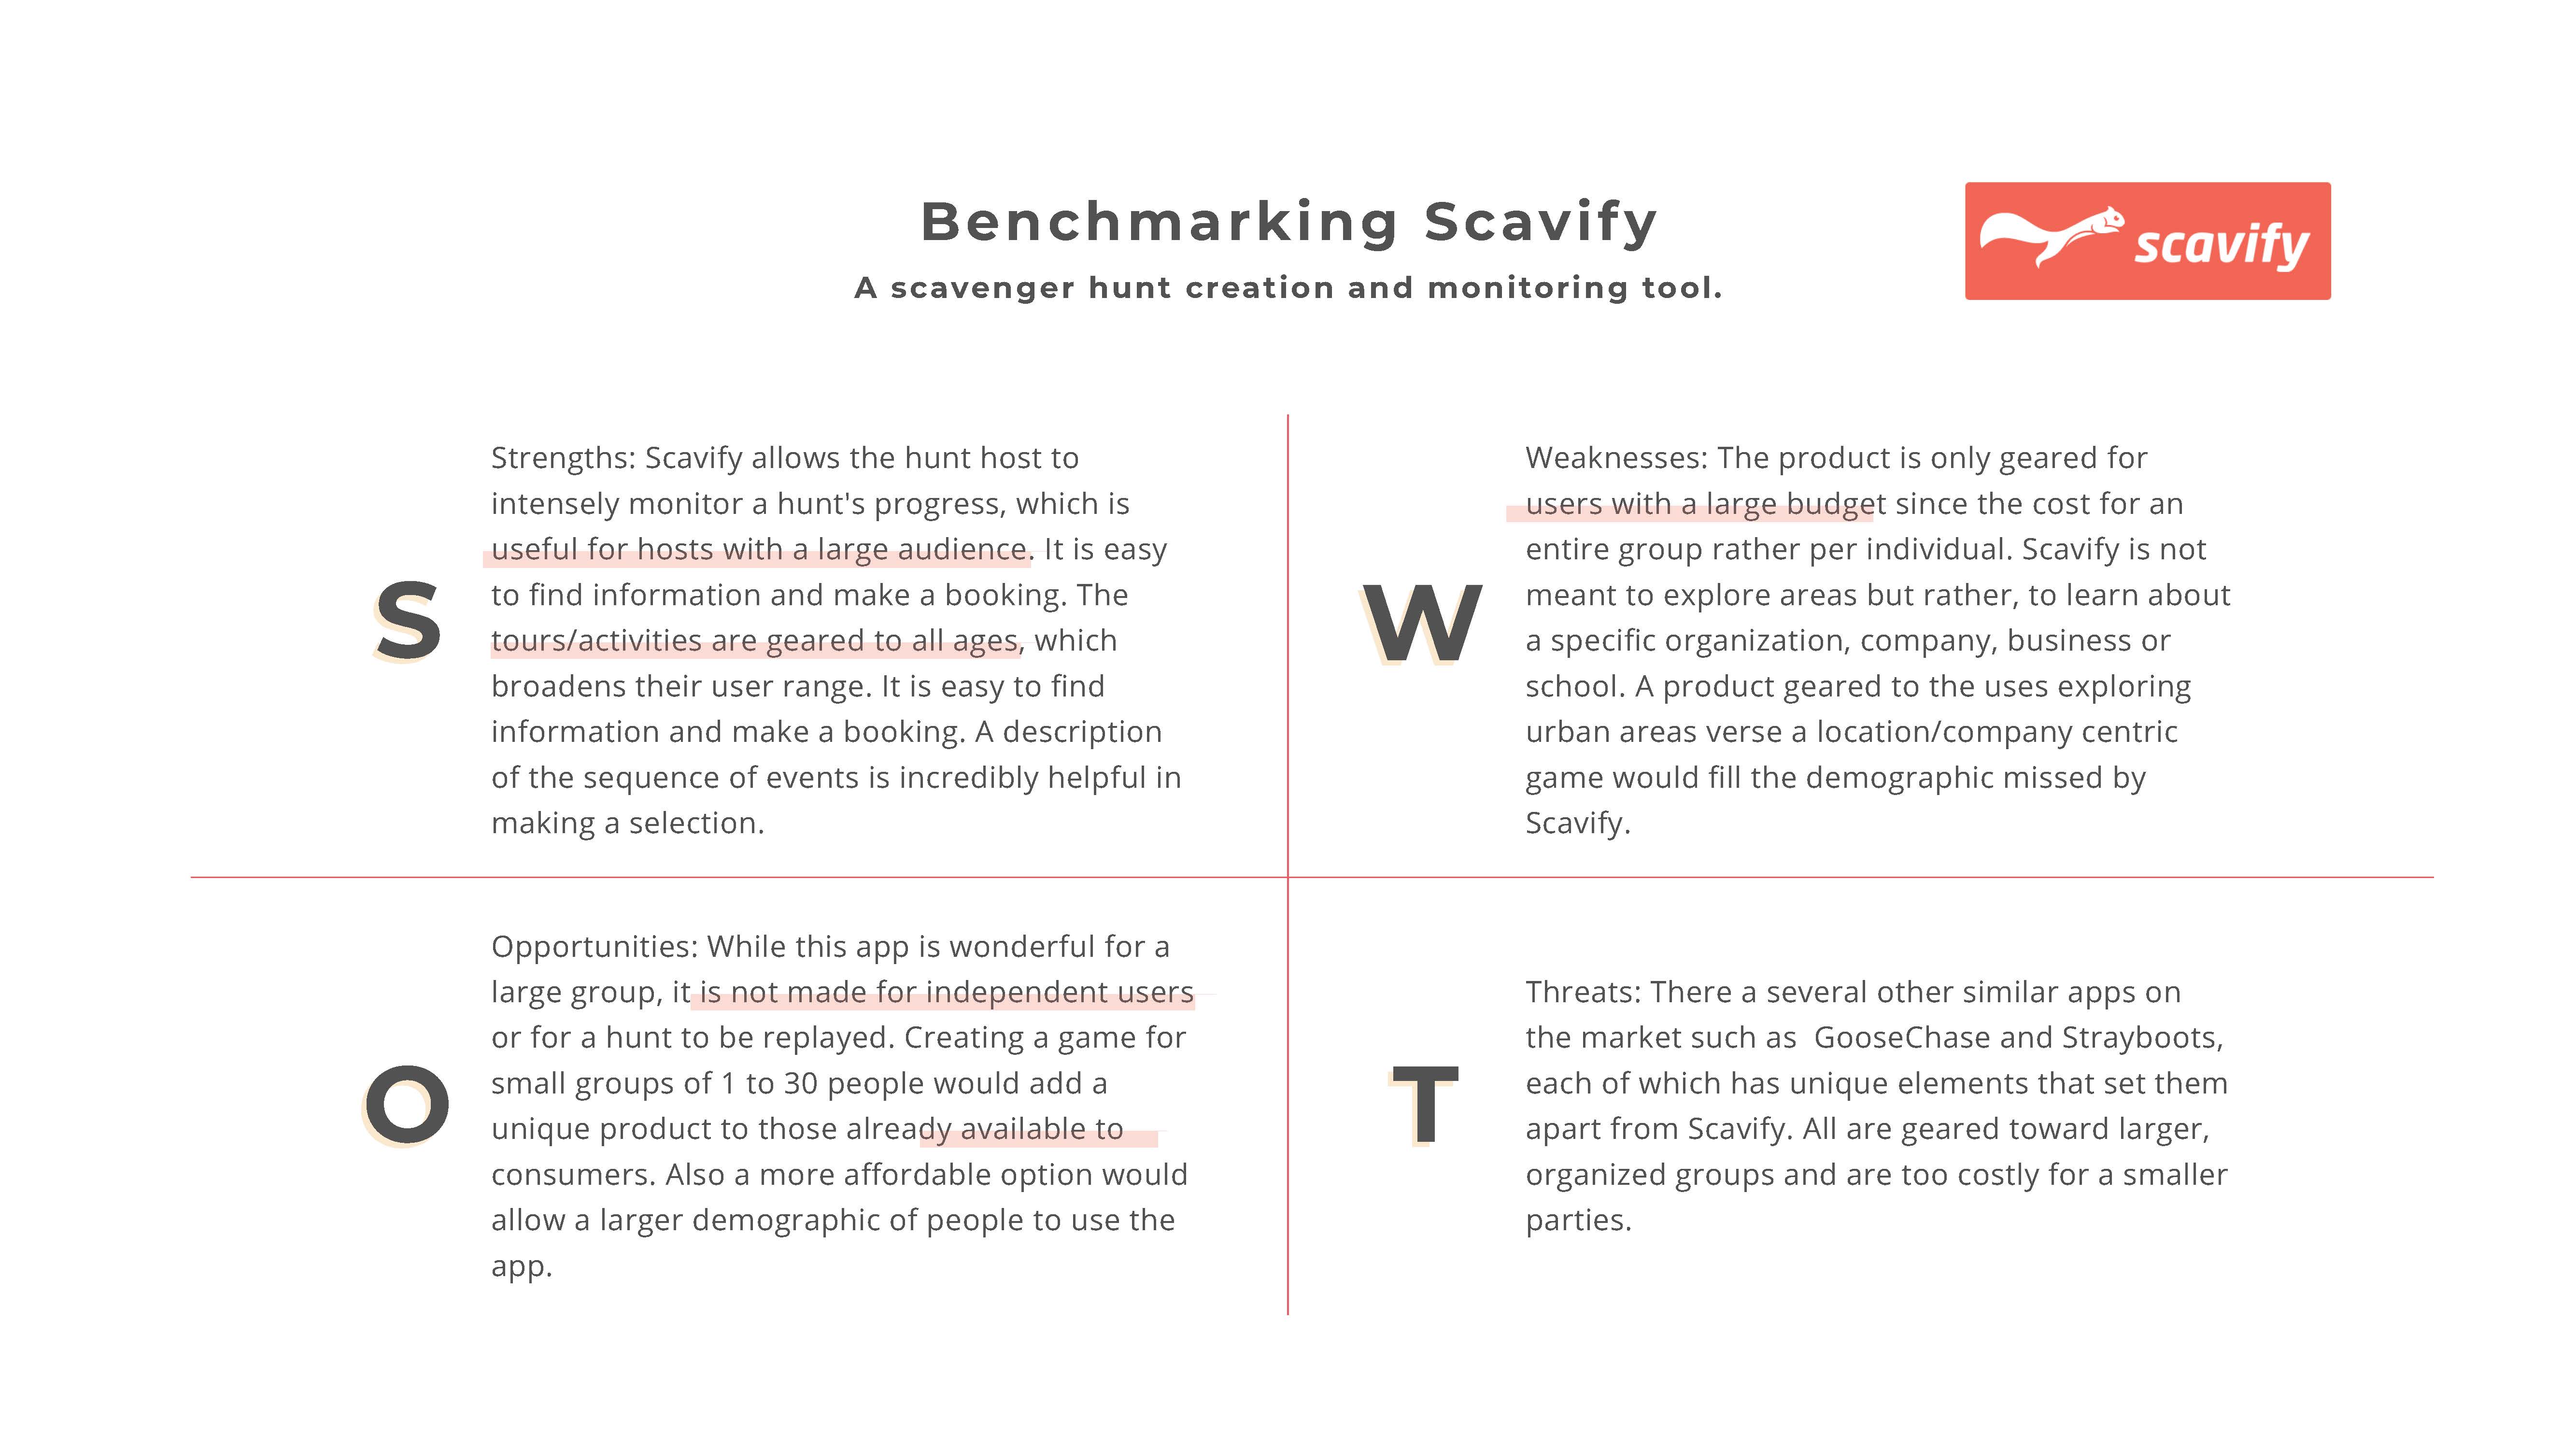 Benchmarking Scavify
A scavenger hunt creation and monitoring tool.
scavify
S
Strengths: Scavify allows the hunt host to
intensely monitor a hunt's progress, which is
useful for hosts with a large audience. It is easy
to find information and make a booking. The
tours/activities are geared to all ages, which
broadens their user range. It is easy to find
information and make a booking. A description
of the sequence of events is incredibly helpful in
making a selection.
W
Weaknesses: The product is only geared for
users with a large budget since the cost for an
entire group rather per individual. Scavify is not
meant to explore areas but rather, to learn about
a specific organization, company, business or
school. A product geared to the uses exploring
urban areas verse a location/company centric
game would fill the demographic missed by
Scavify.
O
Opportunities: While this app is wonderful for a
large group, it is not made for independent users
or for a hunt to be replayed. Creating a game for
small groups of 1 to 30 people would add a
unique product to those already available to
consumers. Also a more affordable option would
allow a larger demographic of people to use the
app.
T
Threats: There a several other similar apps on
the market such as  GooseChase and Strayboots,
each of which has unique elements that set them
apart from Scavify. All are geared toward larger,
organized groups and are too costly for a smaller
parties.